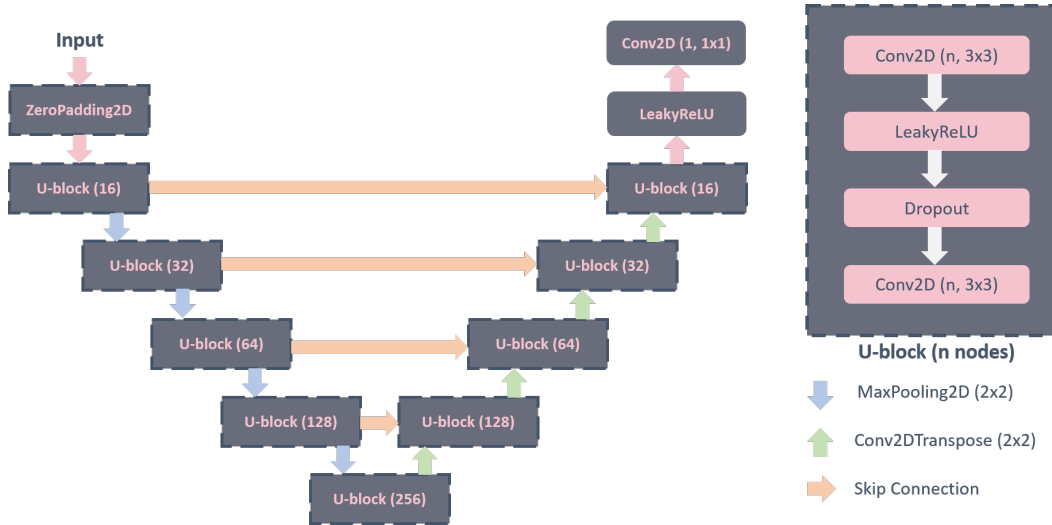 Input
ZeroPadding2D
U-block (16)
U-block (32)
U-block (64)
U-block (128)
U-block (256)
U-block (128)
U-block (64)
U-block (32)
U-block (16)
LeakyReLU
Conv2D (1, 1x1)
Conv2D (n, 3x3)
LeakyReLU
Dropout
Conv2D (n, 3x3)
U-block (n nodes)
MaxPooling2D (2x2)
Conv2DTranspose (2x2)
Skip Connection